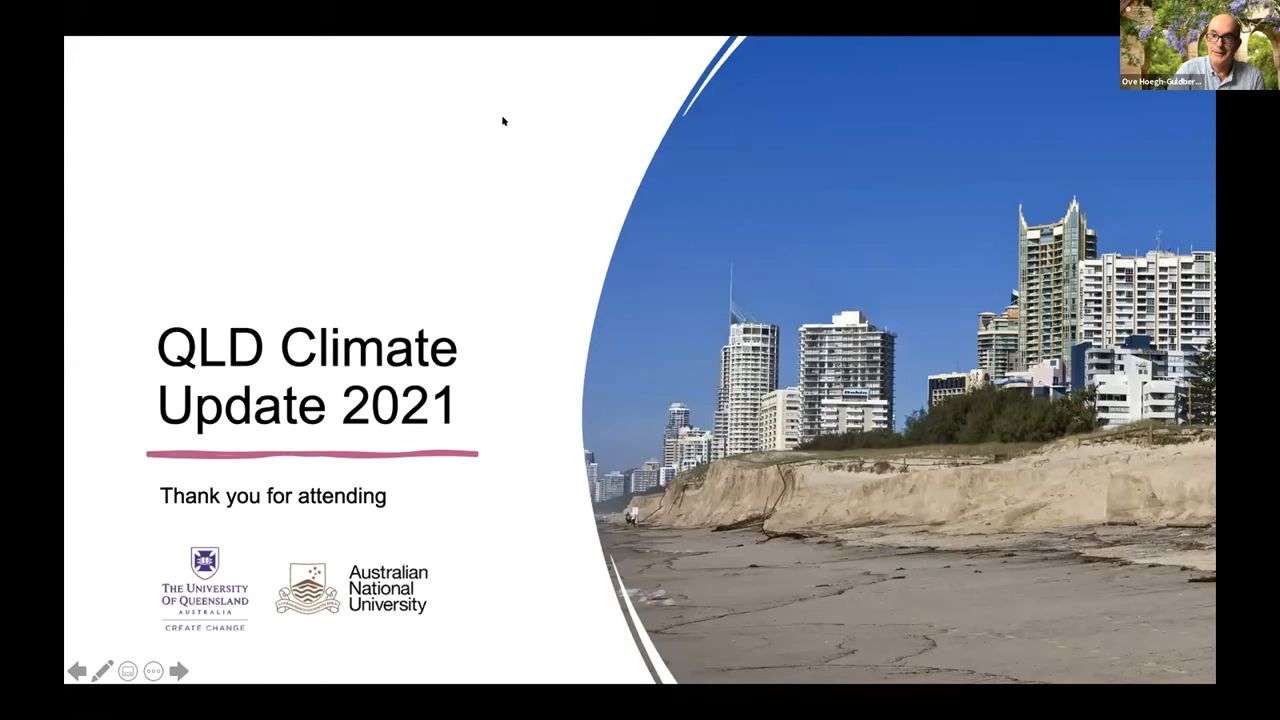 Ove Hoegh-Guldber...
QLD Climate
Update 2021
Thank you for attending
THE UNIVERSITY
OF QUEENSLAND
AUSTRALIA
CREATE CHANGE
Australian
National
University